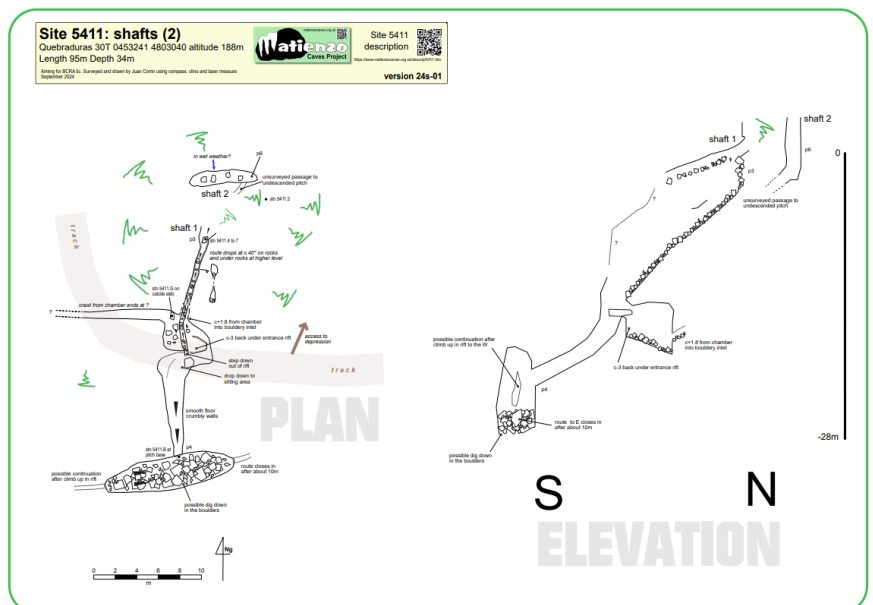 Site 5411: shafts (2)
Quebraduras 30T 0453241 4803040 altitude 188m
Length 95m Depth 34m
Aiming for BCRA 5c. Surveyed and drawn by Juan Corrin using compass, clino and laser measure.
September 2024
Matienzo
Caves Project
Site 5411
description
version 24s-01
in wet weather?
p6
unsurveyed passage to
undescended pitch
shaft 2
stn 5411.2
shaft 1
p3
stn 5411.4 to 7
route drops at c.40° on rocks
and under rocks at higher level
track
stn 5411.G on
calcite slab
crawl from chamber ends at ?
?
c+1.8 from chamber
into bouldery inlet
c-3 back under entrance rift
access to
depression
step down
out of rift
drop down to
sitting area
track
smooth floor
crumbly walls
PLAN
stn 5411.B at
pitch base
p4
possible continuation
after climb up in rift
route closes in
after about 10m
possible dig down
in the boulders
Ng
0 2 4 6 8 10
m
shaft 2
shaft 1
p6
0
p3
unsurveyed passage to
undescended pitch
?
?
possible continuation after
climb up in rift to the W
c+1.8 from chamber
into bouldery inlet
c-3 back under entrance rift
p4
route to E closes in
after about 10m
-28m
possible dig down
in the boulders
S
N
ELEVATION